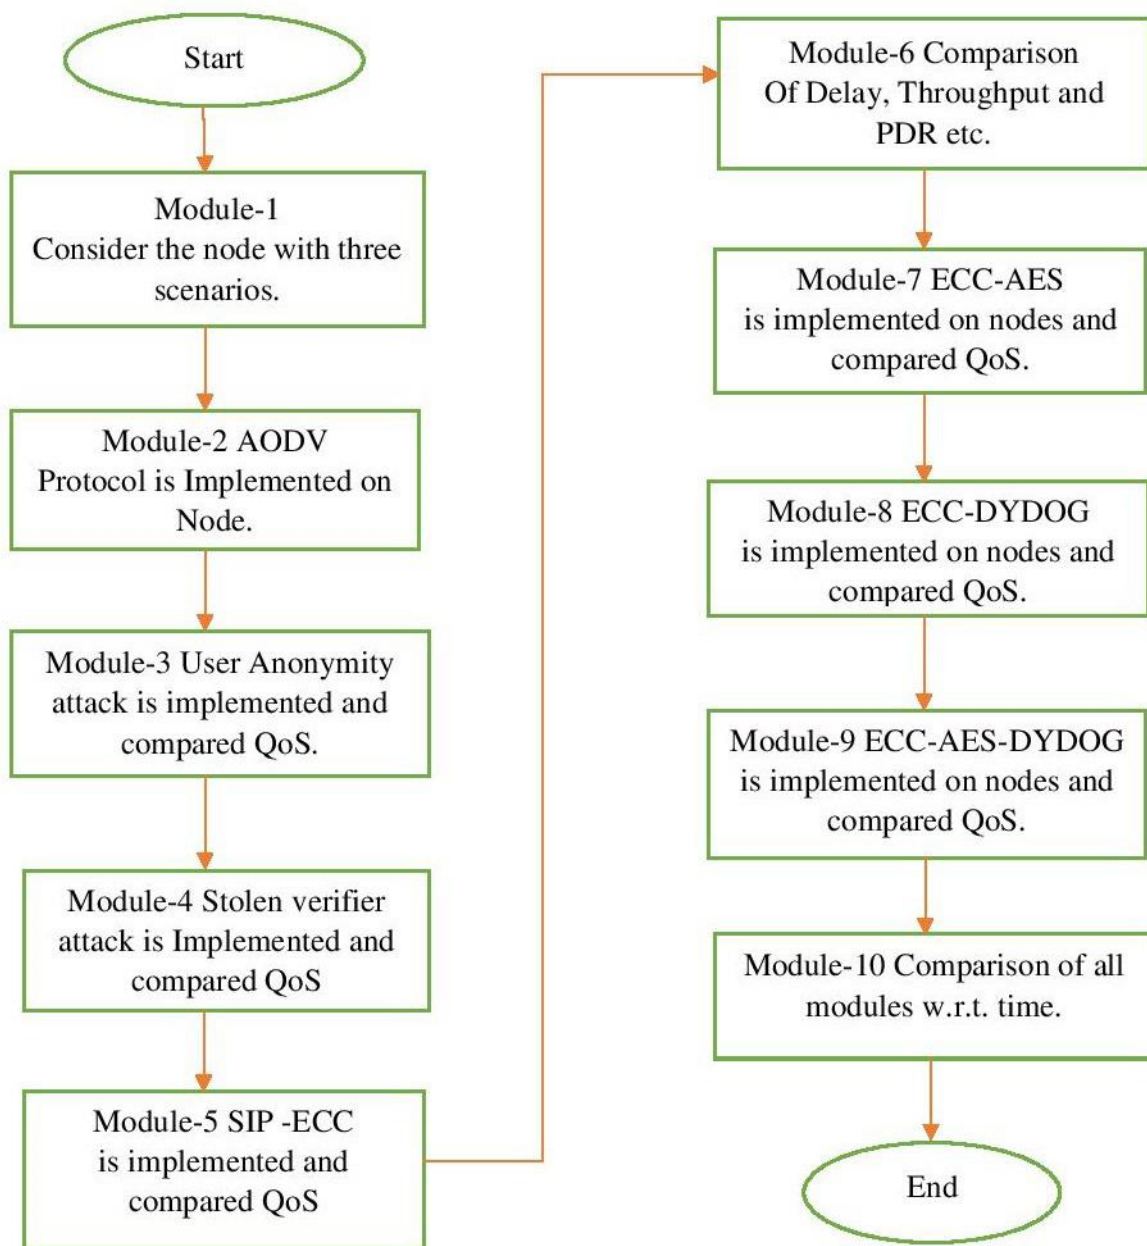 Start
Module-1
Consider the node with three
scenarios.
Module-2 AODV
Protocol is Implemented on
Node.
Module-3 User Anonymity
attack is implemented and
compared QoS.
Module-4 Stolen verifier
attack is Implemented and
compared QoS
Module-5 SIP -ECC
is implemented and
compared QoS
Module-6 Comparison
Of Delay, Throughput and
PDR etc.
Module-7 ECC-AES
is implemented on nodes and
compared QoS.
Module-8 ECC-DYDOG
is implemented on nodes and
compared QoS.
Module-9 ECC-AES-DYDOG
is implemented on nodes and
compared QoS.
Module-10 Comparison of all
modules w.r.t. time.
End